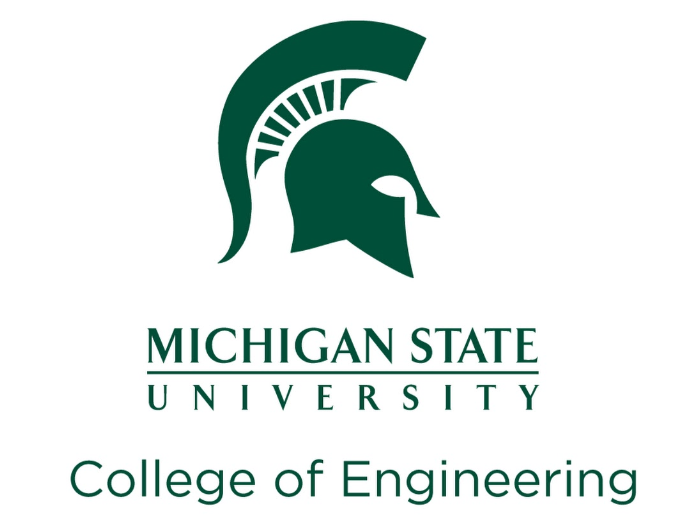 MICHIGAN STATE
UNIVERSITY
College of Engineering